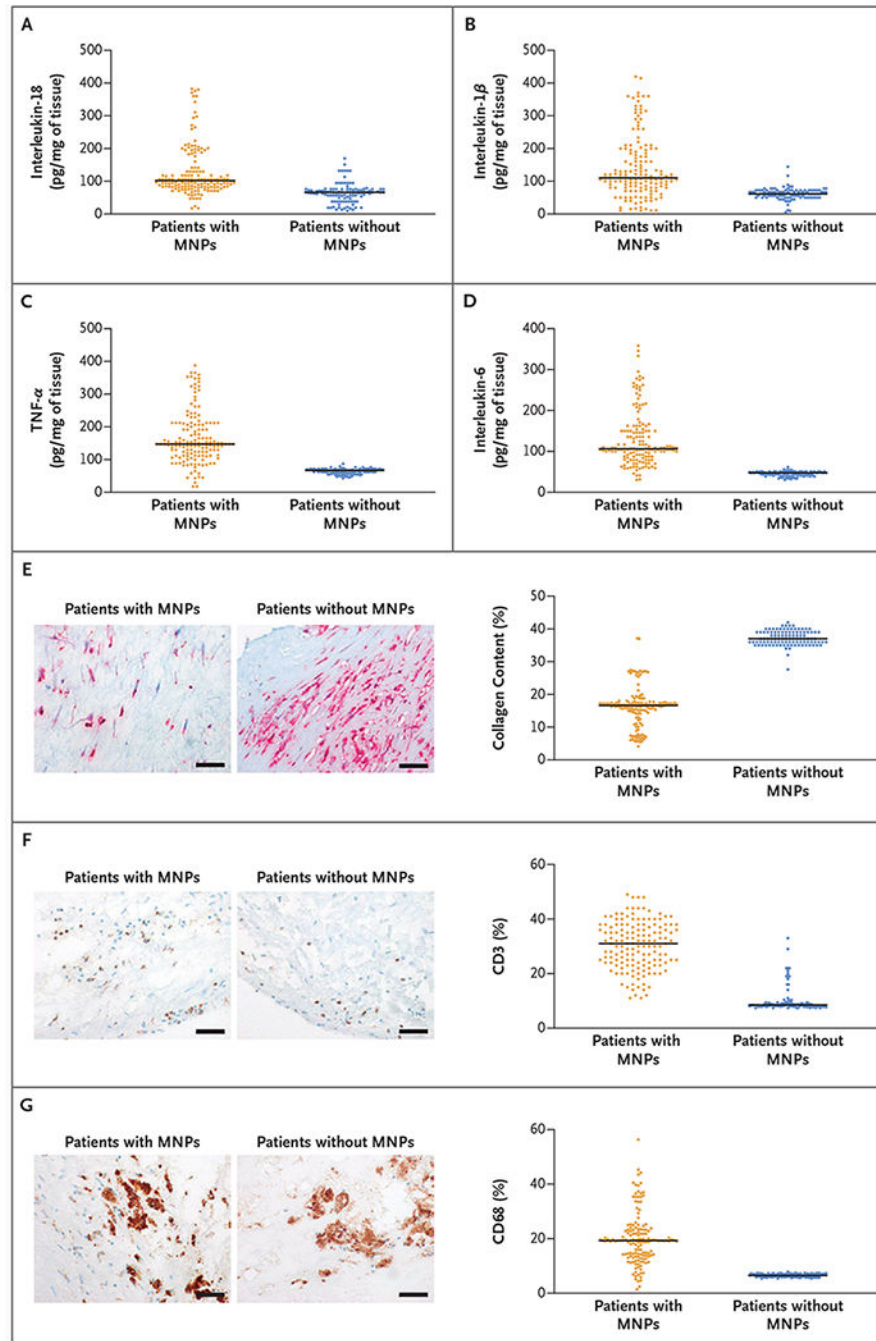 A
Interleukin-18
(pg/mg of tissue)
500
400
300
200
100
0
Patients with
MNPs
Patients without
MNPs
B
Interleukin-1β
(pg/mg of tissue)
500
400
300
200
100
0
Patients with
MNPs
Patients without
MNPs
C
TNF-α
(pg/mg of tissue)
500
400
300
200
100
0
Patients with
MNPs
Patients without
MNPs
D
Interleukin-6
(pg/mg of tissue)
400
300
200
100
0
Patients with
MNPs
Patients without
MNPs
E
Patients with MNPs
Patients without MNPs
Collagen Content (%)
50
40
30
20
10
0
Patients with
MNPs
Patients without
MNPs
F
Patients with MNPs
Patients without MNPs
CD3 (%)
60
40
20
0
Patients with
MNPs
Patients without
MNPs
G
Patients with MNPs
Patients without MNPs
CD68 (%)
60
40
20
0
Patients with
MNPs
Patients without
MNPs